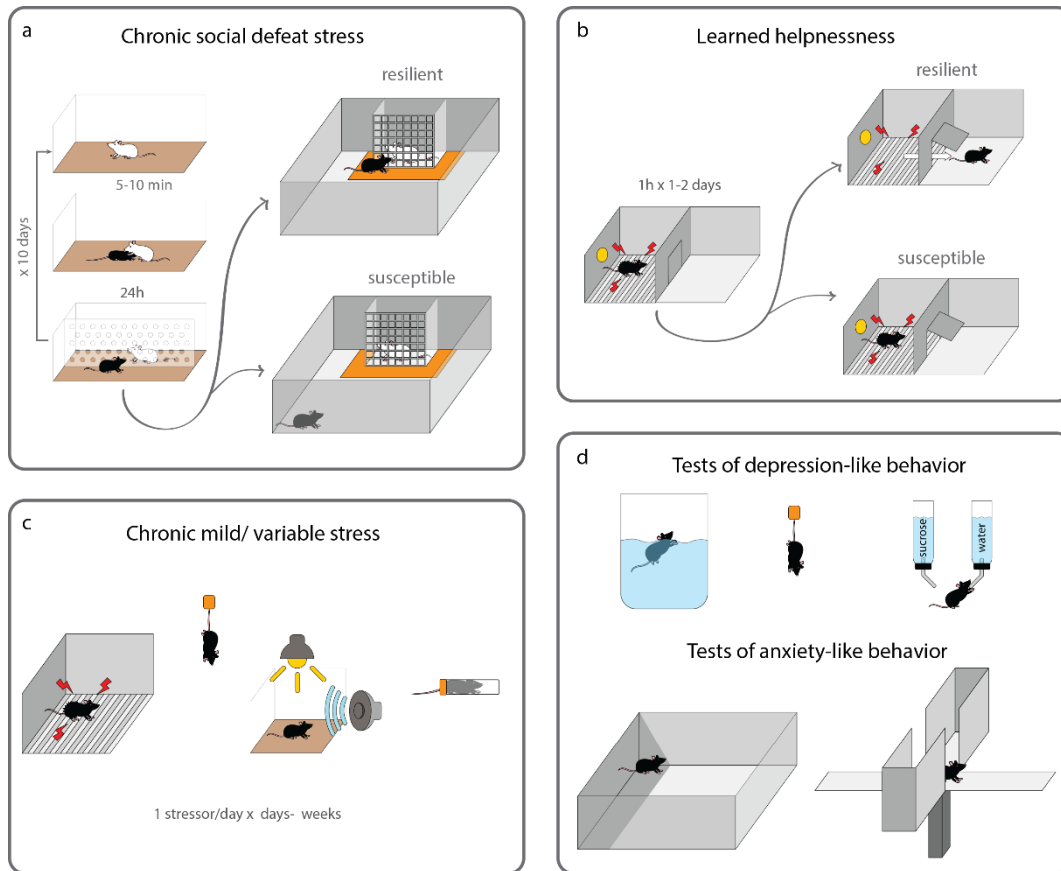 a
Chronic social defeat stress
resilient
5-10 min
x 10 days
24h
susceptible
b
Learned helpnessness
resilient
1h x 1-2 days
susceptible
c
Chronic mild/ variable stress
1 stressor/day x days- weeks
d
Tests of depression-like behavior
sucrose
water
Tests of anxiety-like behavior